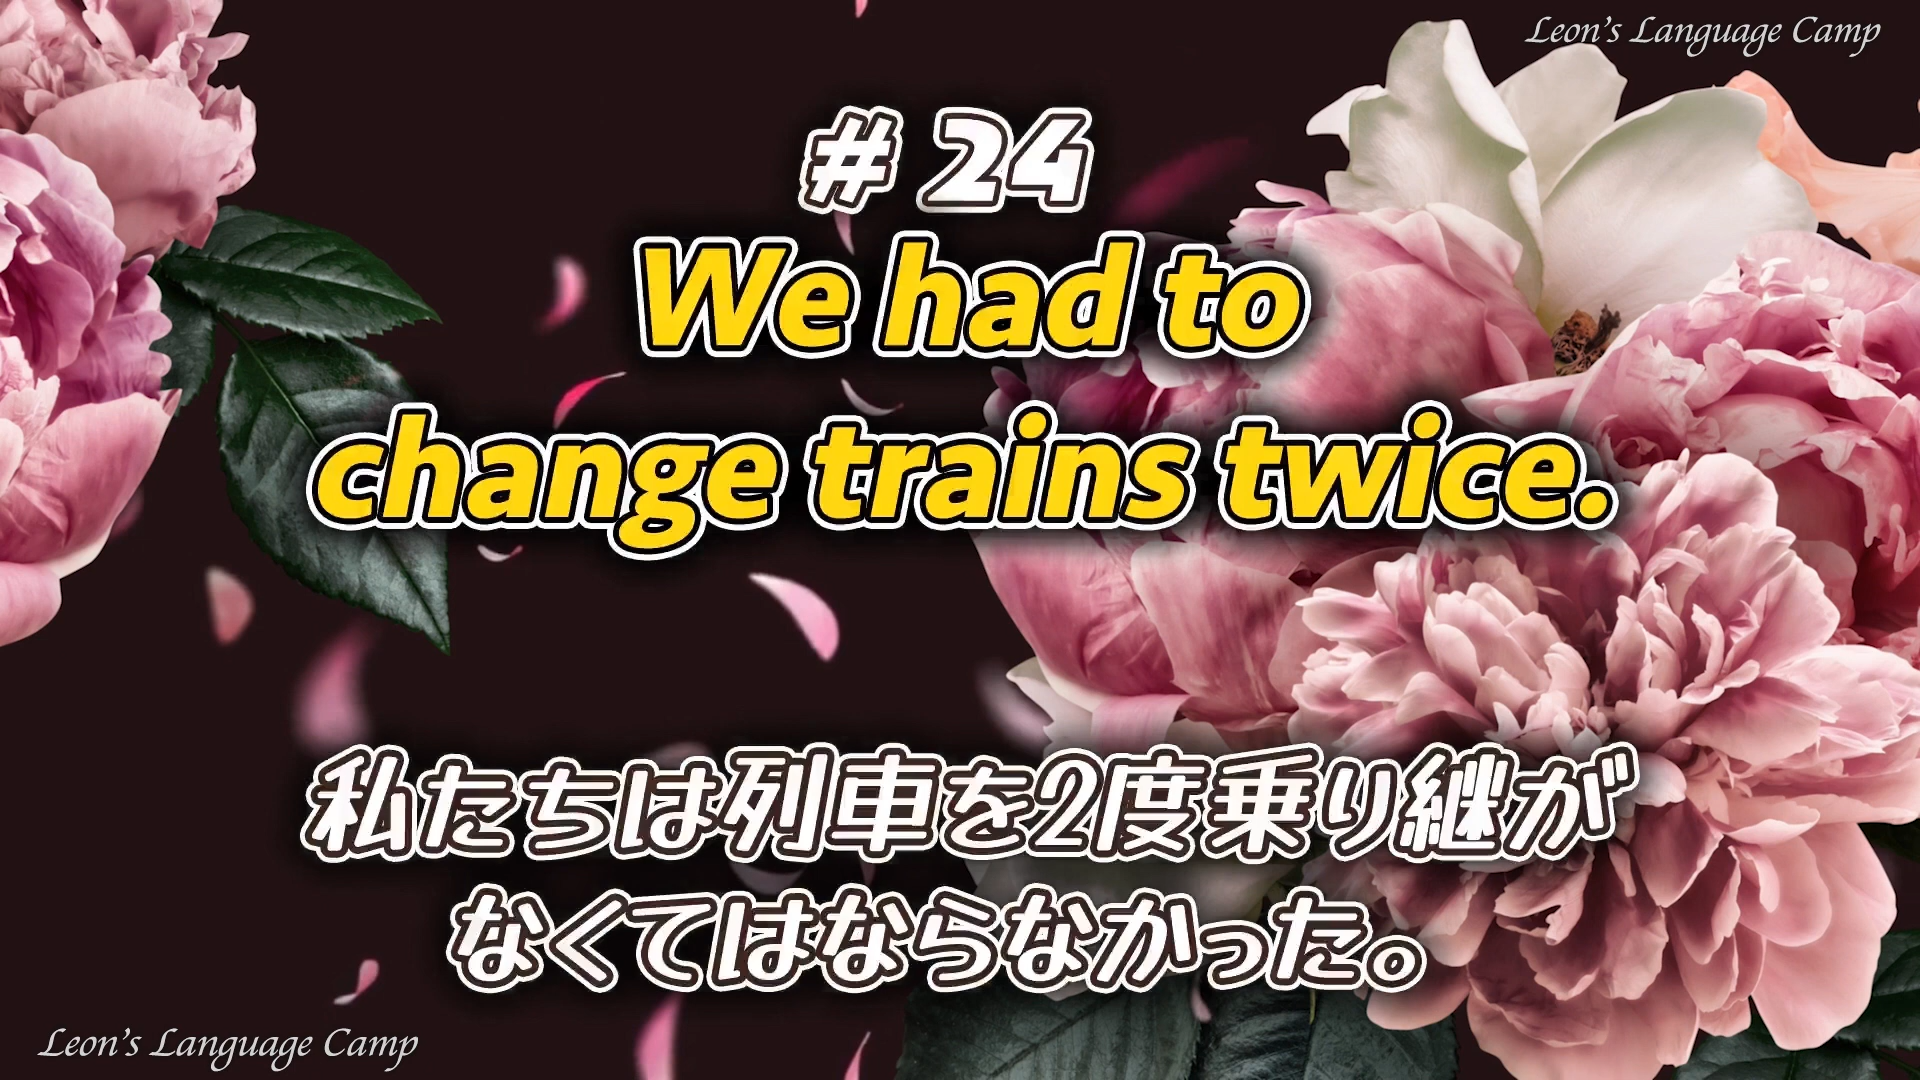 Leon's Language Camp
# 24
We had to
change trains twice.
私たちは列車を2度乗り継が
なくてはならなかった。
Leon's Language Camp